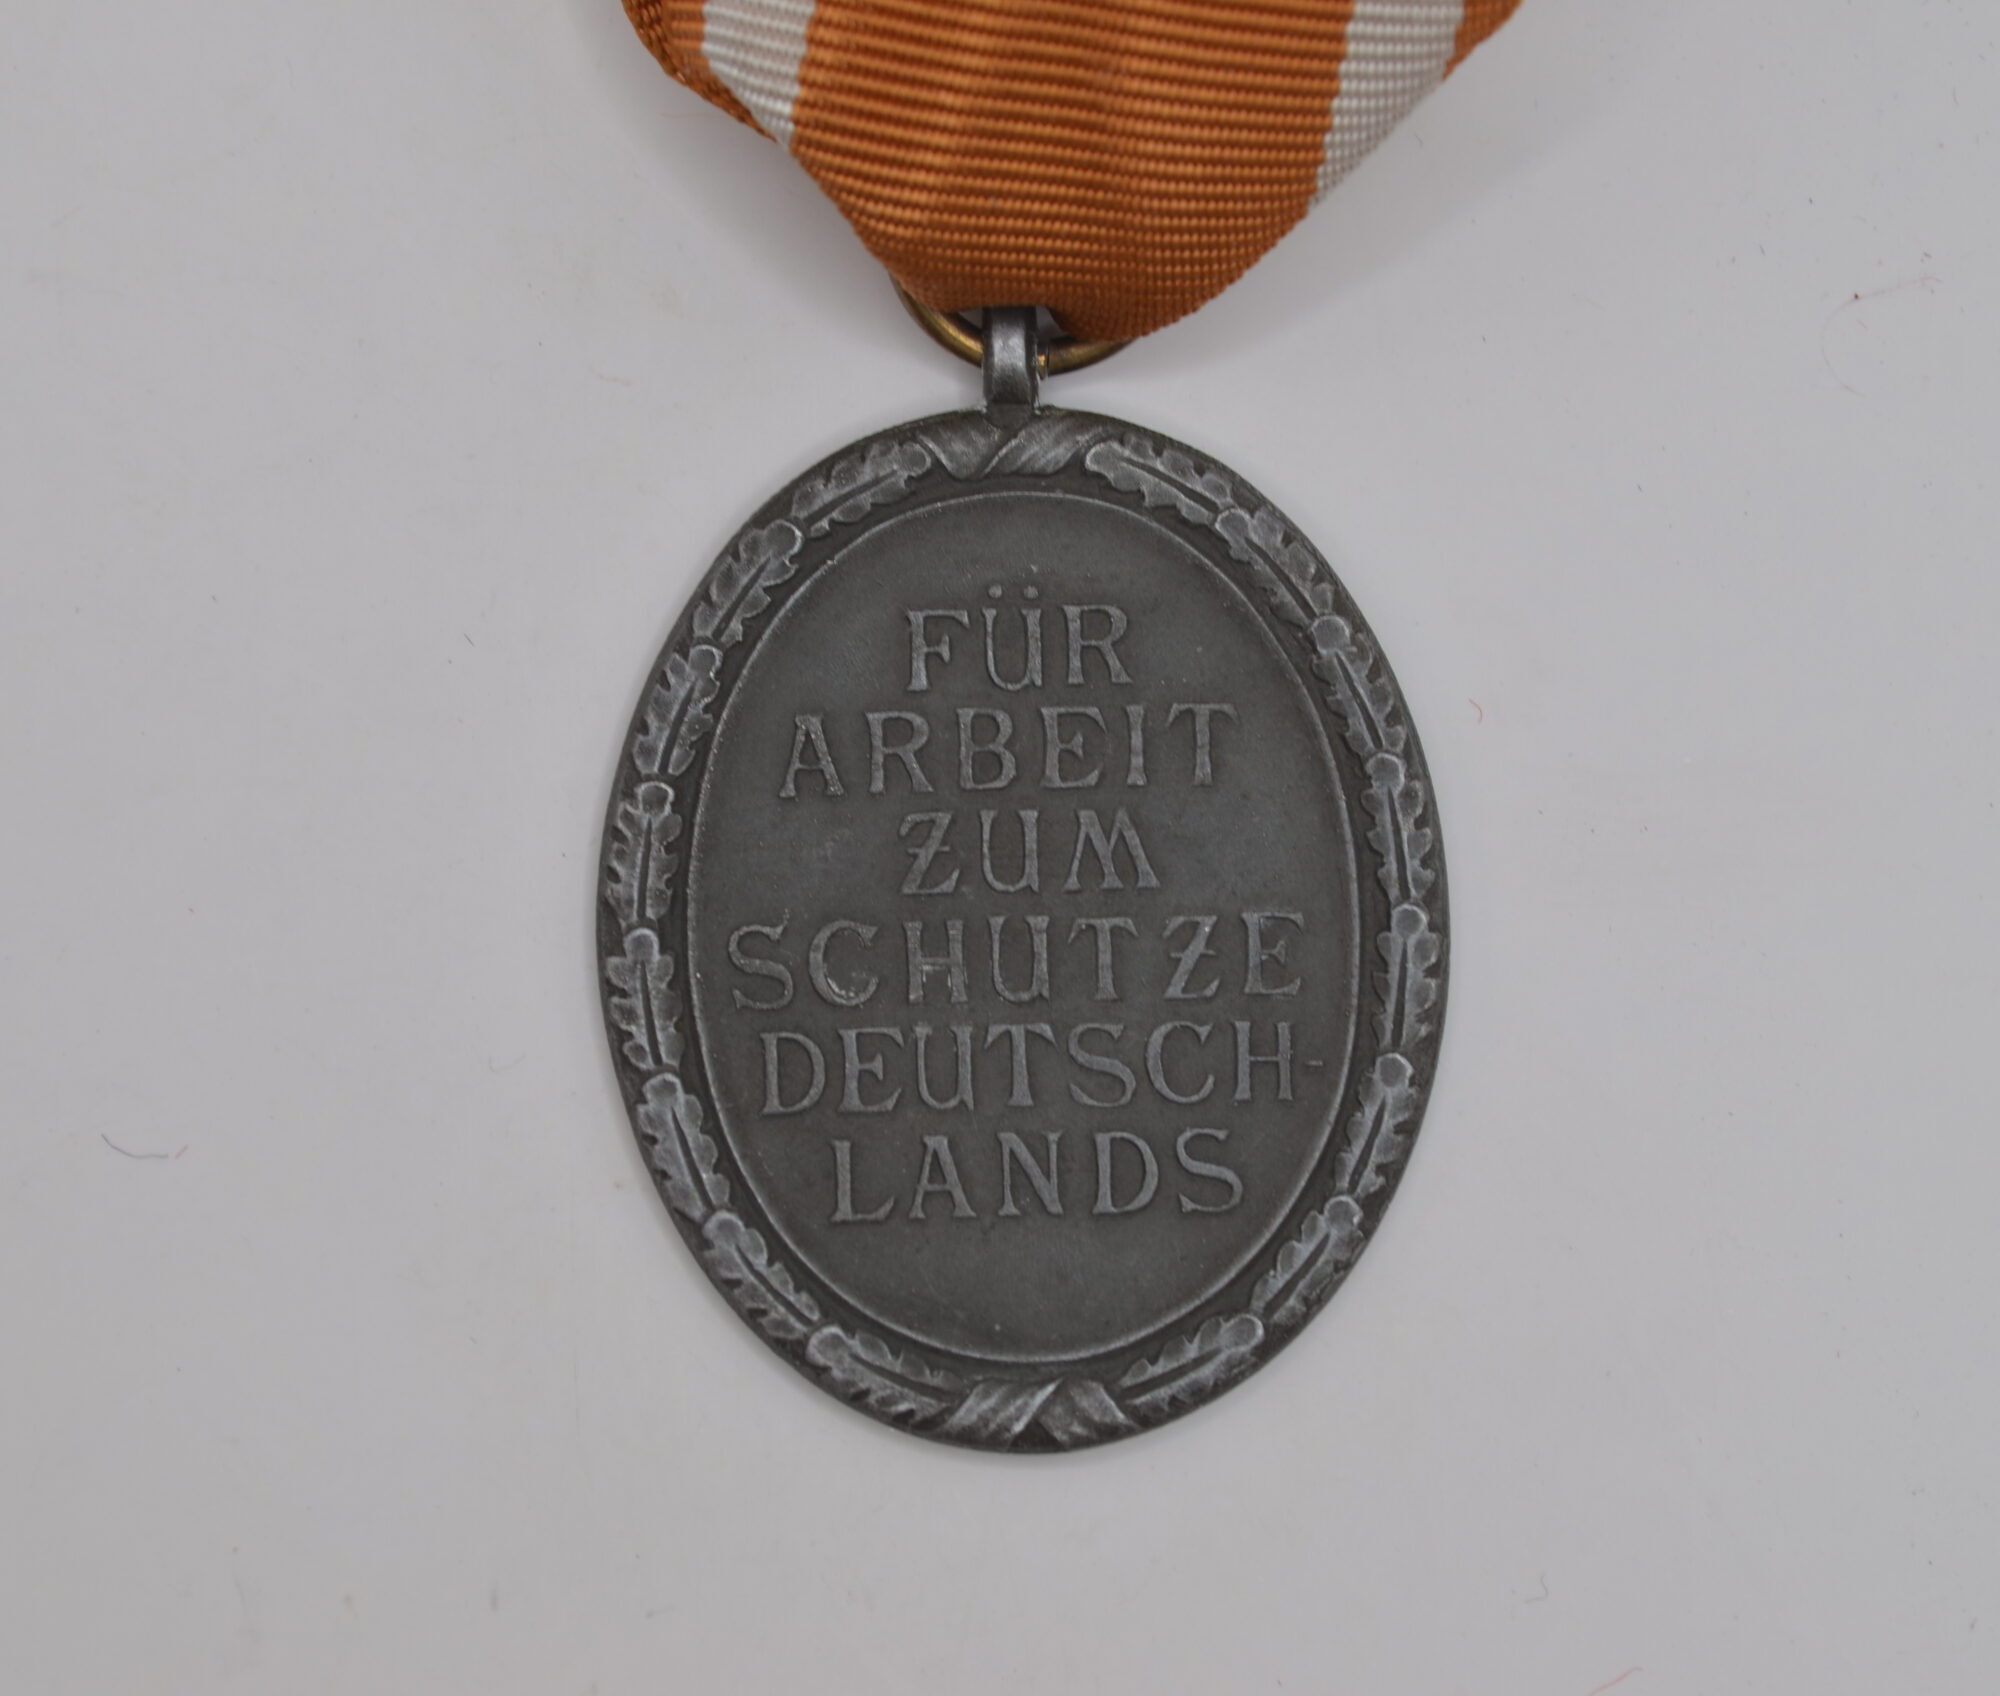 FÜR
ARBEIT
ZUM
SCHUTZE
DEUTSCH-
LANDS